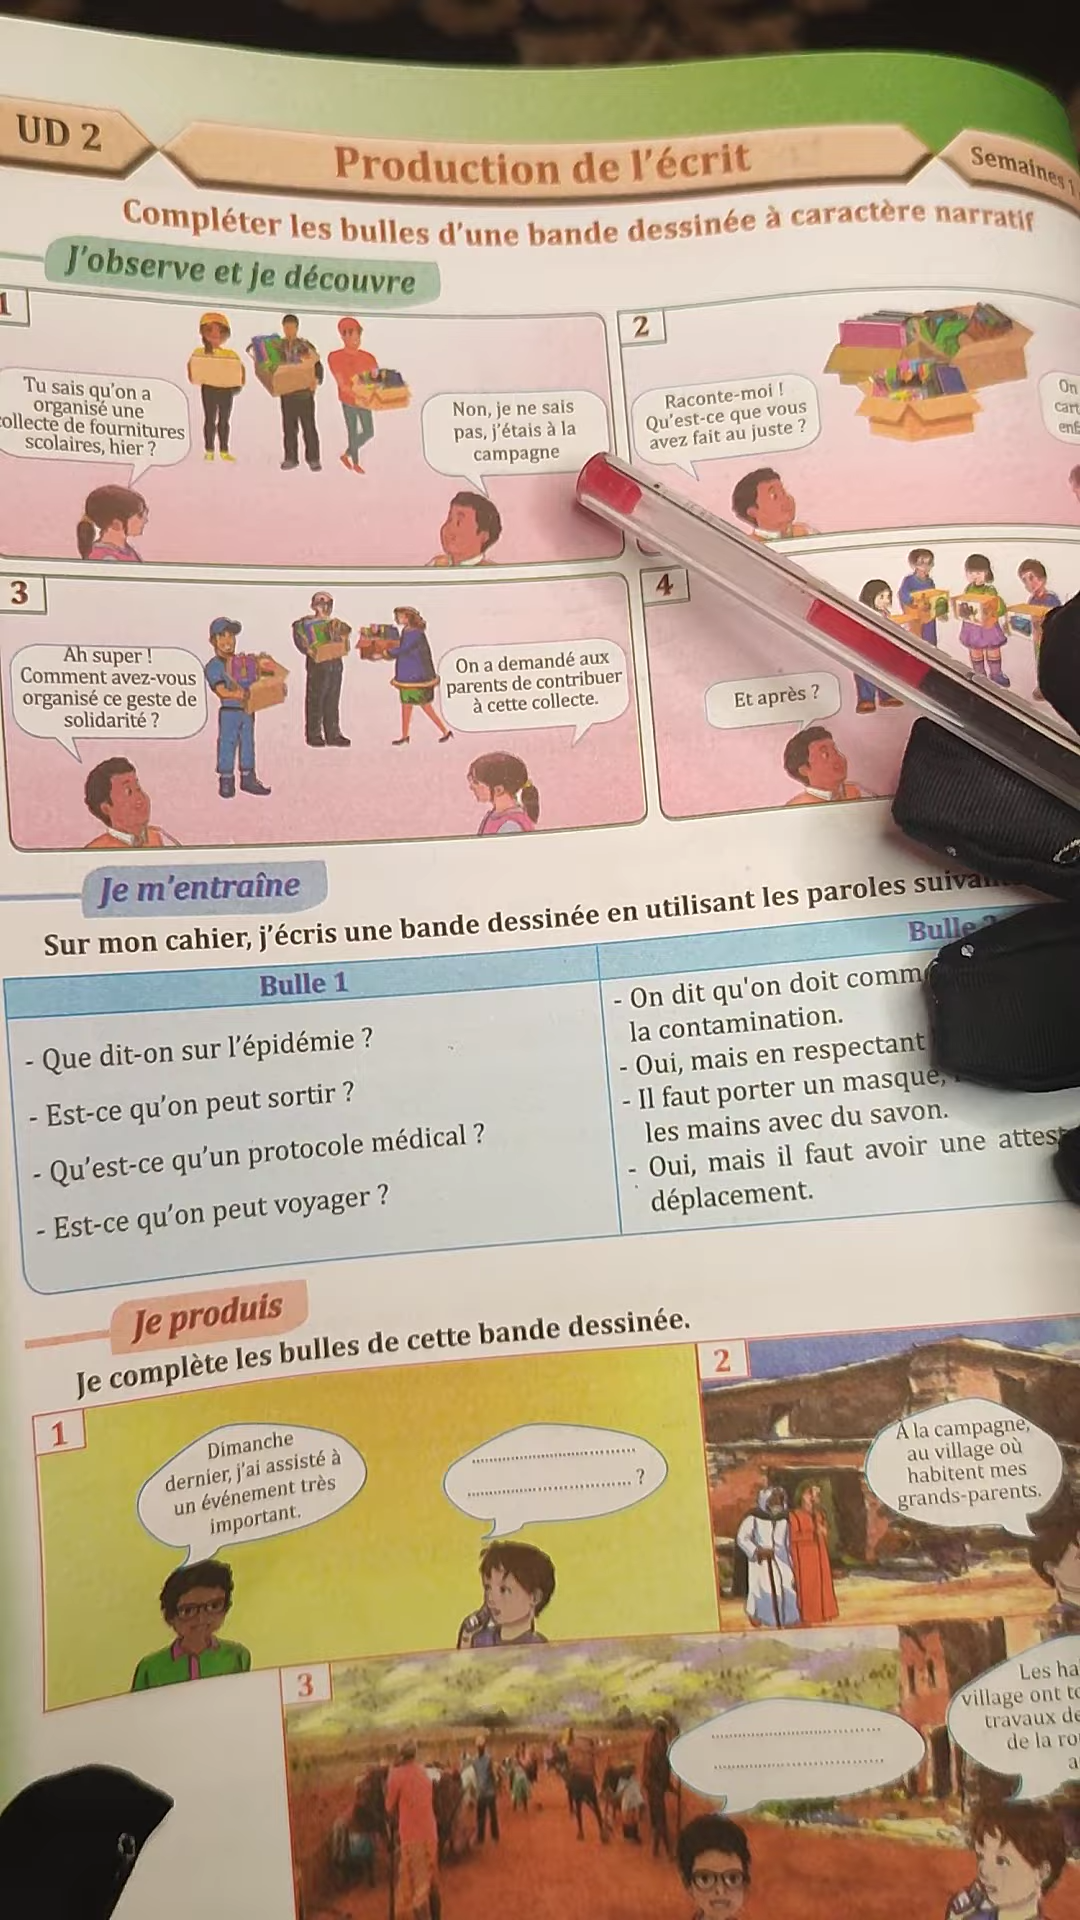 UD 2
Production de l'écrit
Semaines 1
Compléter les bulles d'une bande dessinée à caractère narratif
J'observe et je découvre
1
Tu sais qu'on a
organisé une
collecte de fournitures
scolaires, hier ?
Non, je ne sais
pas, j'étais à la
campagne
2
Raconte-moi !
Qu'est-ce que vous
avez fait au juste ?
On
cart
enf
3
Ah super !
Comment avez-vous
organisé ce geste de
solidarité ?
On a demandé aux
parents de contribuer
à cette collecte.
4
Et après ?
Je m'entraîne
Sur mon cahier, j'écris une bande dessinée en utilisant les paroles
Bulle 1
- Que dit-on sur l'épidémie ?
- Est-ce qu'on peut sortir ?
- Qu'est-ce qu'un protocole médical ?
- Est-ce qu'on peut voyager ?
Bulle
- On dit qu'on doit comm
la contamination.
- Oui, mais en respectant
- Il faut porter un masque,
les mains avec du savon.
- Oui, mais il faut avoir une attes
déplacement.
Je produis
Je complète les bulles de cette bande dessinée.
1
Dimanche
dernier, j'ai assisté à
un événement très
important.
..............................
.............................. ?
2
À la campagne,
au village où
habitent mes
grands-parents.
3
..............................
..............................
Les ha
village ont to
travaux de
de la ro
a